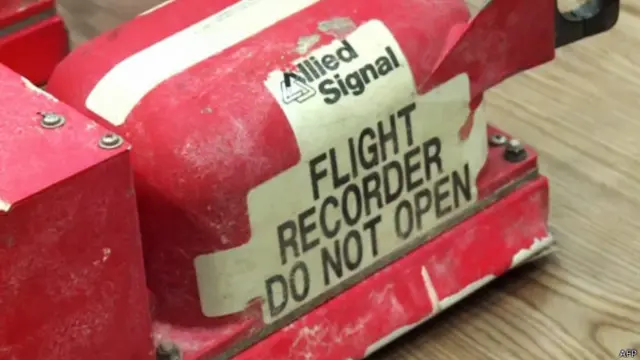 Allied
Signal
FLIGHT
RECORDER
DO NOT OPEN
AFP